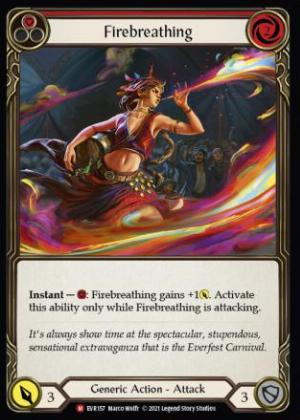 Firebreathing
Instant — : Firebreathing gains +1 . Activate
this ability only while Firebreathing is attacking.
It's always show time at the spectacular, stupendous,
sensational extravaganza that is the Everfest Carnival.
3
Generic Action - Attack
3
M EVR157 Marco Wolff © 2021 Legend Story Studios